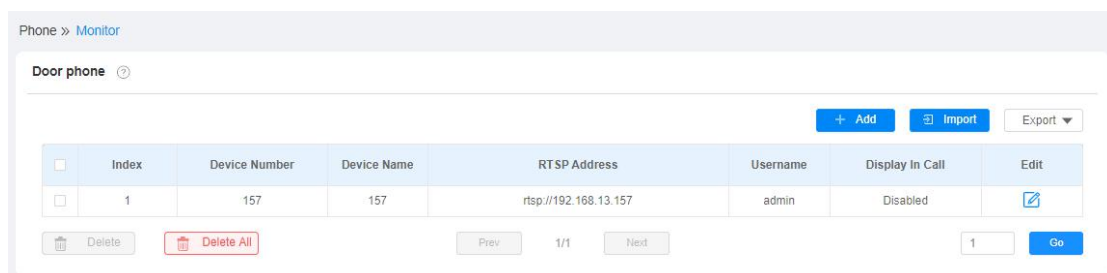 Phone » Monitor
Door phone ?
+ Add Import Export
Index Device Number Device Name RTSP Address Username Display In Call Edit
1 157 157 rtsp://192.168.13.157 admin Disabled
Delete Delete All Prev 1/1 Next 1 Go